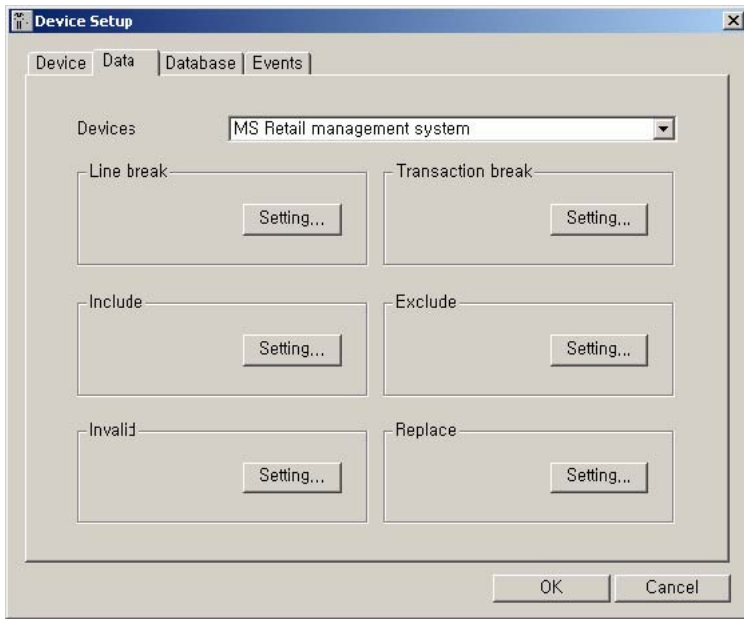 Device Setup
Device Data Database Events
Devices MS Retail management system
Line break Transaction break
Setting... Setting...
Include Exclude
Setting... Setting...
Invalid Replace
Setting... Setting...
OK Cancel